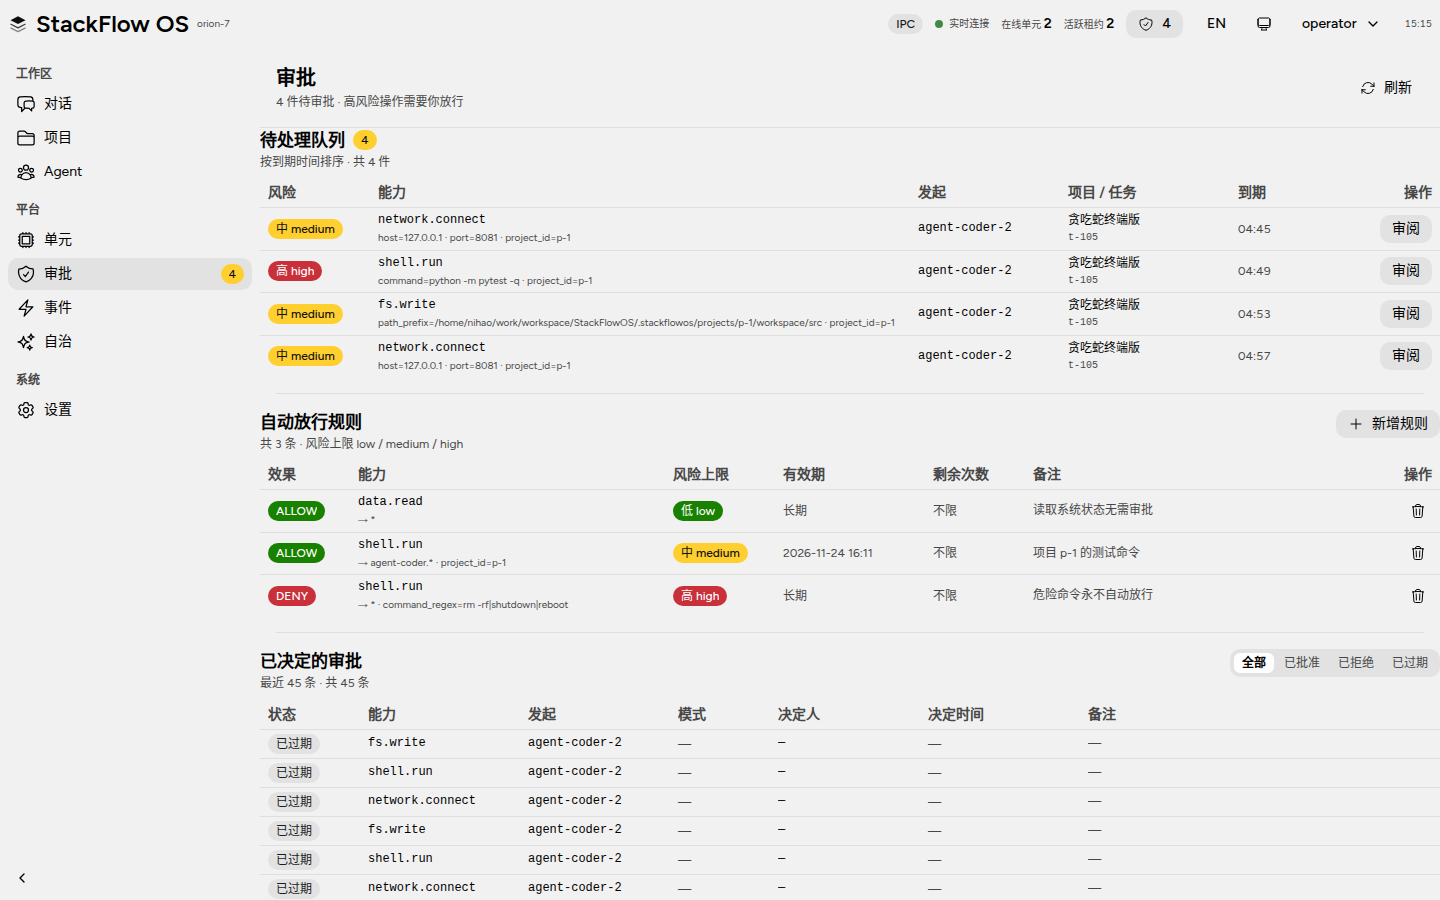 StackFlow OS orion-7
IPC 实时连接 在线单元 2 活跃租约 2 4 EN operator 15:15
工作区
对话
项目
Agent
平台
单元
审批 4
事件
自治
系统
设置
审批
4 件待审批 · 高风险操作需要你放行
刷新
待处理队列 4
按到期时间排序 · 共 4 件
风险 能力 发起 项目 / 任务 到期 操作
中 medium network.connect agent-coder-2 贪吃蛇终端版 04:45 审阅
host=127.0.0.1 · port=8081 · project_id=p-1 t-105
高 high shell.run agent-coder-2 贪吃蛇终端版 04:49 审阅
command=python -m pytest -q · project_id=p-1 t-105
中 medium fs.write agent-coder-2 贪吃蛇终端版 04:53 审阅
path_prefix=/home/nihao/work/workspace/StackFlowOS/.stackflowos/projects/p-1/workspace/src · project_id=p-1 t-105
中 medium network.connect agent-coder-2 贪吃蛇终端版 04:57 审阅
host=127.0.0.1 · port=8081 · project_id=p-1 t-105
自动放行规则
共 3 条 · 风险上限 low / medium / high
新增规则
效果 能力 风险上限 有效期 剩余次数 备注 操作
ALLOW data.read 低 low 长期 不限 读取系统状态无需审批
→ *
ALLOW shell.run 中 medium 2026-11-24 16:11 不限 项目 p-1 的测试命令
→ agent-coder.* · project_id=p-1
DENY shell.run 高 high 长期 不限 危险命令永不自动放行
→ * · command_regex=rm -rf|shutdown|reboot
已决定的审批
最近 45 条 · 共 45 条
全部 已批准 已拒绝 已过期
状态 能力 发起 模式 决定人 决定时间 备注
已过期 fs.write agent-coder-2 — — — —
已过期 shell.run agent-coder-2 — — — —
已过期 network.connect agent-coder-2 — — — —
已过期 fs.write agent-coder-2 — — — —
已过期 shell.run agent-coder-2 — — — —
已过期 network.connect agent-coder-2 — — — —